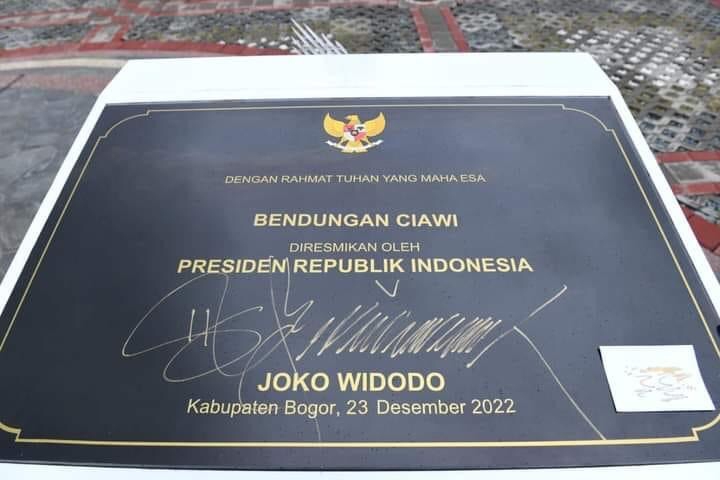 DENGAN RAHMAT TUHAN YANG MAHA ESA
BENDUNGAN CIAWI
DIRESMIKAN OLEH
PRESIDEN REPUBLIK INDONESIA
JOKO WIDODO
Kabupaten Bogor, 23 Desember 2022